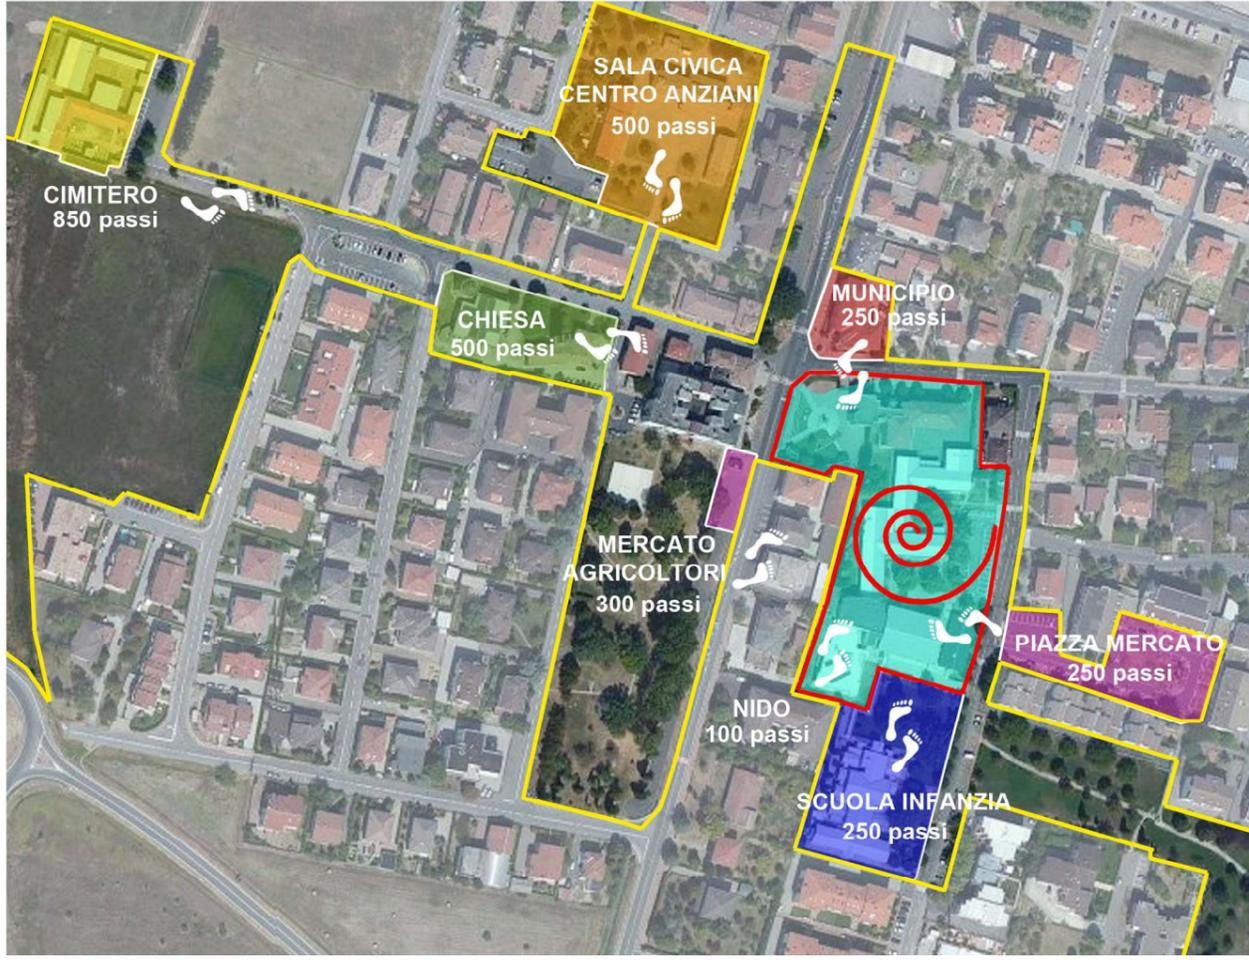 SALA CIVICA
CENTRO ANZIANI
500 passi
CIMITERO
850 passi
MUNICIPIO
250 passi
CHIESA
500 passi
MERCATO
AGRICOLTORI
300 passi
PIAZZA MERCATO
250 passi
NIDO
100 passi
SCUOLA INFANZIA
250 passi